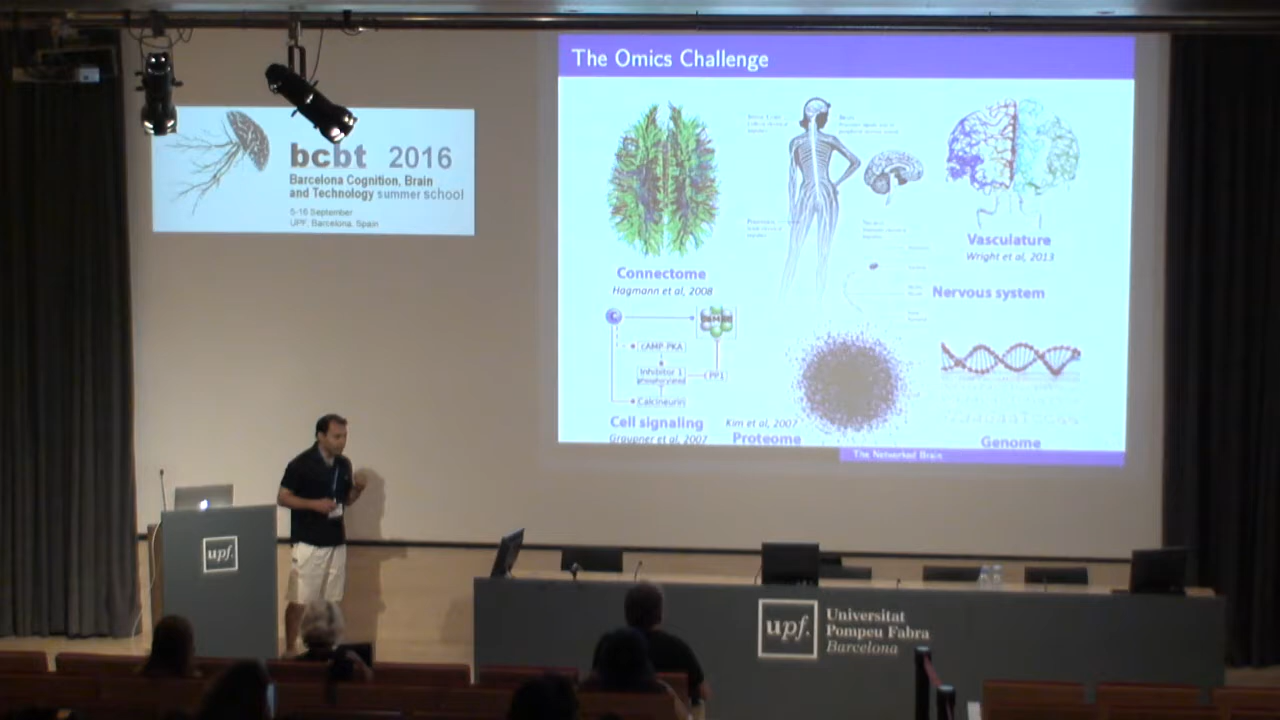 bcbt 2016
Barcelona Cognition, Brain
and Technology summer school
5-16 September
UPF, Barcelona, Spain
The Omics Challenge
Connectome
Hagmann et al, 2008
Vasculature
Wright et al, 2013
Nervous system
C
cAMP-PKA
Inhibitor 1
phosphorylated
PP1
Calcineurin
Cell signaling
Graupner et al, 2007
Kim et al, 2007
Proteome
Genome
The Networked Brain
upf.
upf.
Universitat
Pompeu Fabra
Barcelona